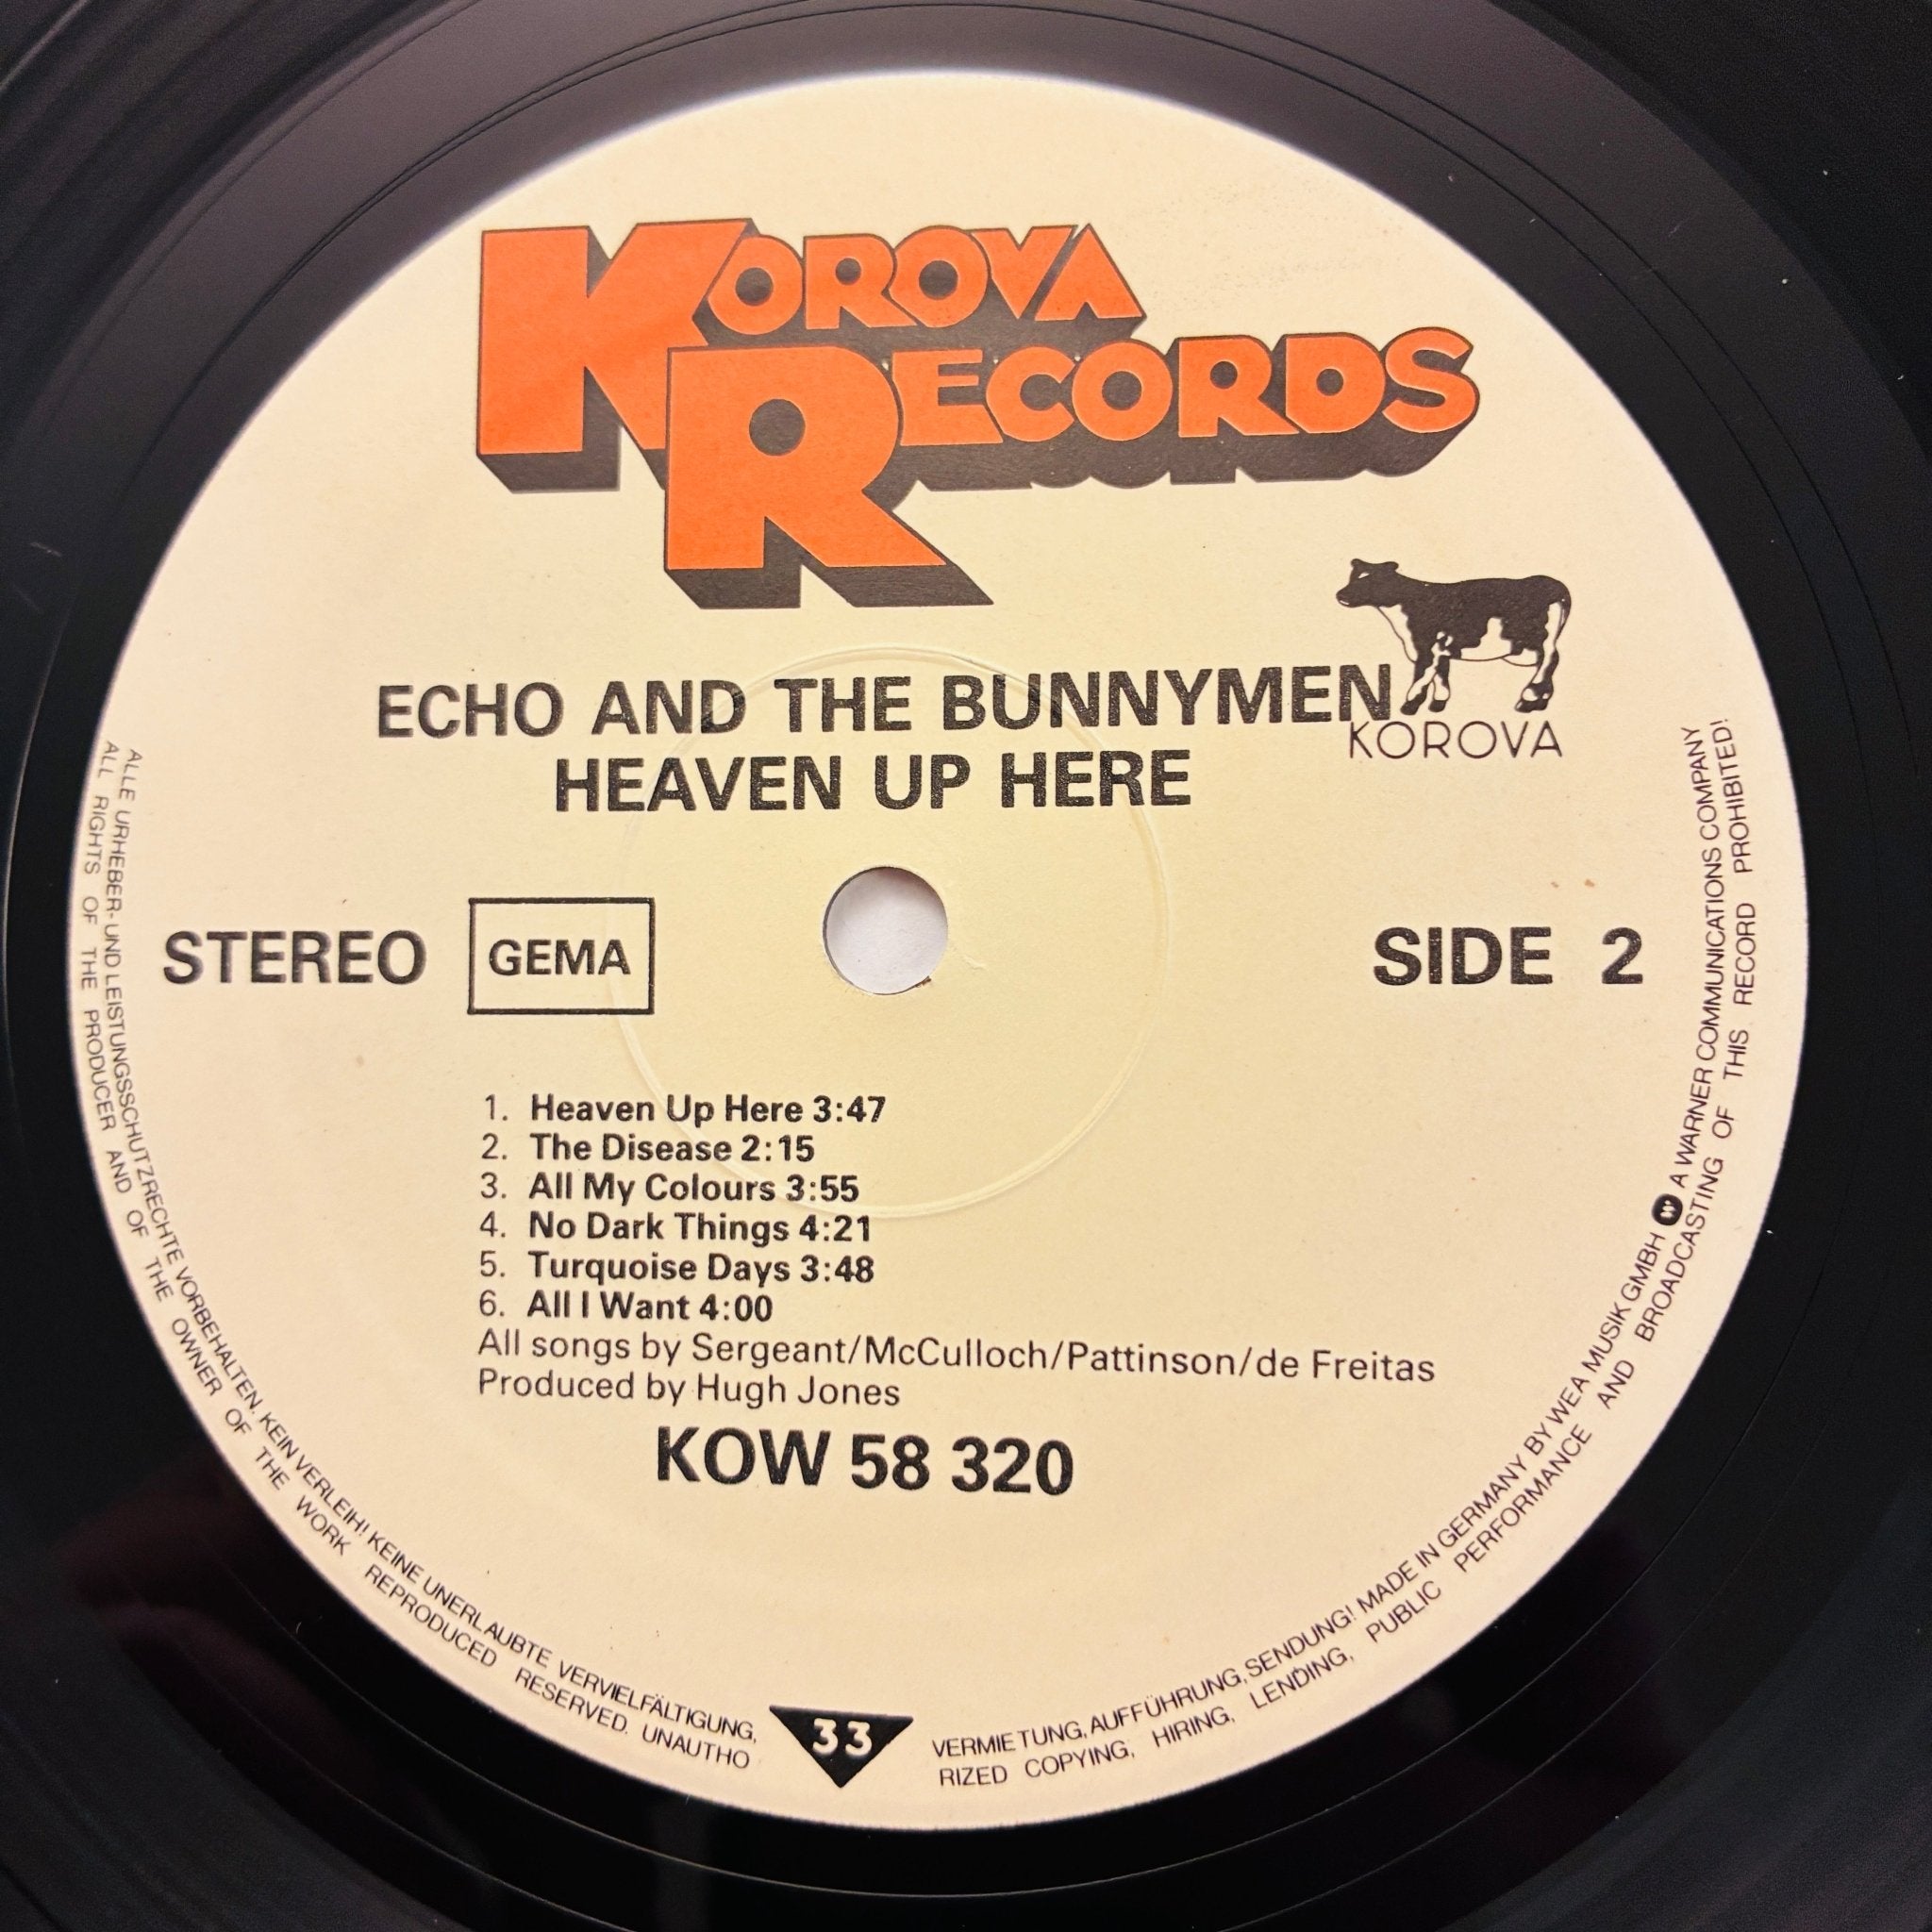 KOROVA
RECORDS
ECHO AND THE BUNNYMEN
KOROVA
HEAVEN UP HERE
STEREO
GEMA
SIDE 2
1. Heaven Up Here 3:47
2. The Disease 2:15
3. All My Colours 3:55
4. No Dark Things 4:21
5. Turquoise Days 3:48
6. All I Want 4:00
All songs by Sergeant/McCulloch/Pattinson/de Freitas
Produced by Hugh Jones
KOW 58 320
33
ALLE URHEBER- UND LEISTUNGSSCHUTZRECHTE VORBEHALTEN. KEIN VERLEIH! KEINE UNERLAUBTE VERVIELFÄLTIGUNG, VERMIETUNG, AUFFÜHRUNG, SENDUNG! MADE IN GERMANY BY WEA MUSIK GMBH A WARNER COMMUNICATIONS COMPANY
ALL RIGHTS OF THE PRODUCER AND OF THE OWNER OF THE WORK REPRODUCED RESERVED. UNAUTHO RIZED COPYING, HIRING, LENDING, PUBLIC PERFORMANCE AND BROADCASTING OF THIS RECORD PROHIBITED!